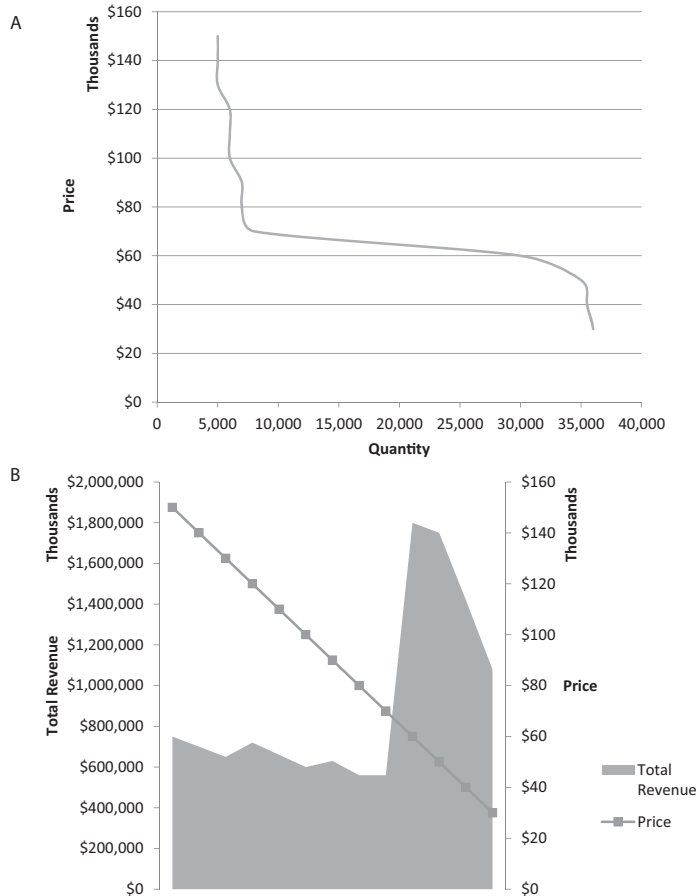 A
Thousands
Price
$160
$140
$120
$100
$80
$60
$40
$20
$0
0 5,000 10,000 15,000 20,000 25,000 30,000 35,000 40,000
Quantity
B
Thousands
Total Revenue
$2,000,000
$1,800,000
$1,600,000
$1,400,000
$1,200,000
$1,000,000
$800,000
$600,000
$400,000
$200,000
$0
$160
$140
$120
$100
$80
$60
$40
$20
$0
Thousands
Price
Total
Revenue
Price